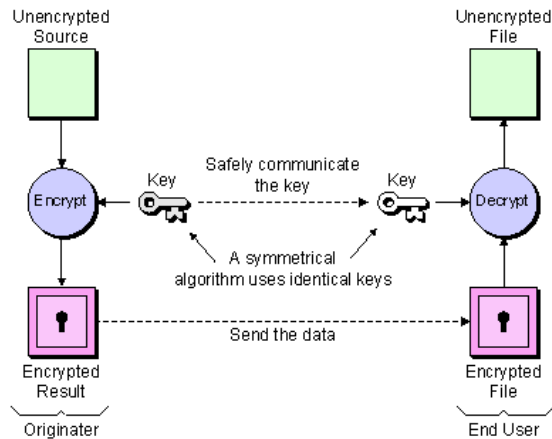 Unencrypted
Source
Unencrypted
File
Encrypt
Key
Safely communicate
the key
Key
Decrypt
A symmetrical
algorithm uses identical keys
Send the data
Encrypted
Result
Encrypted
File
Originater
End User